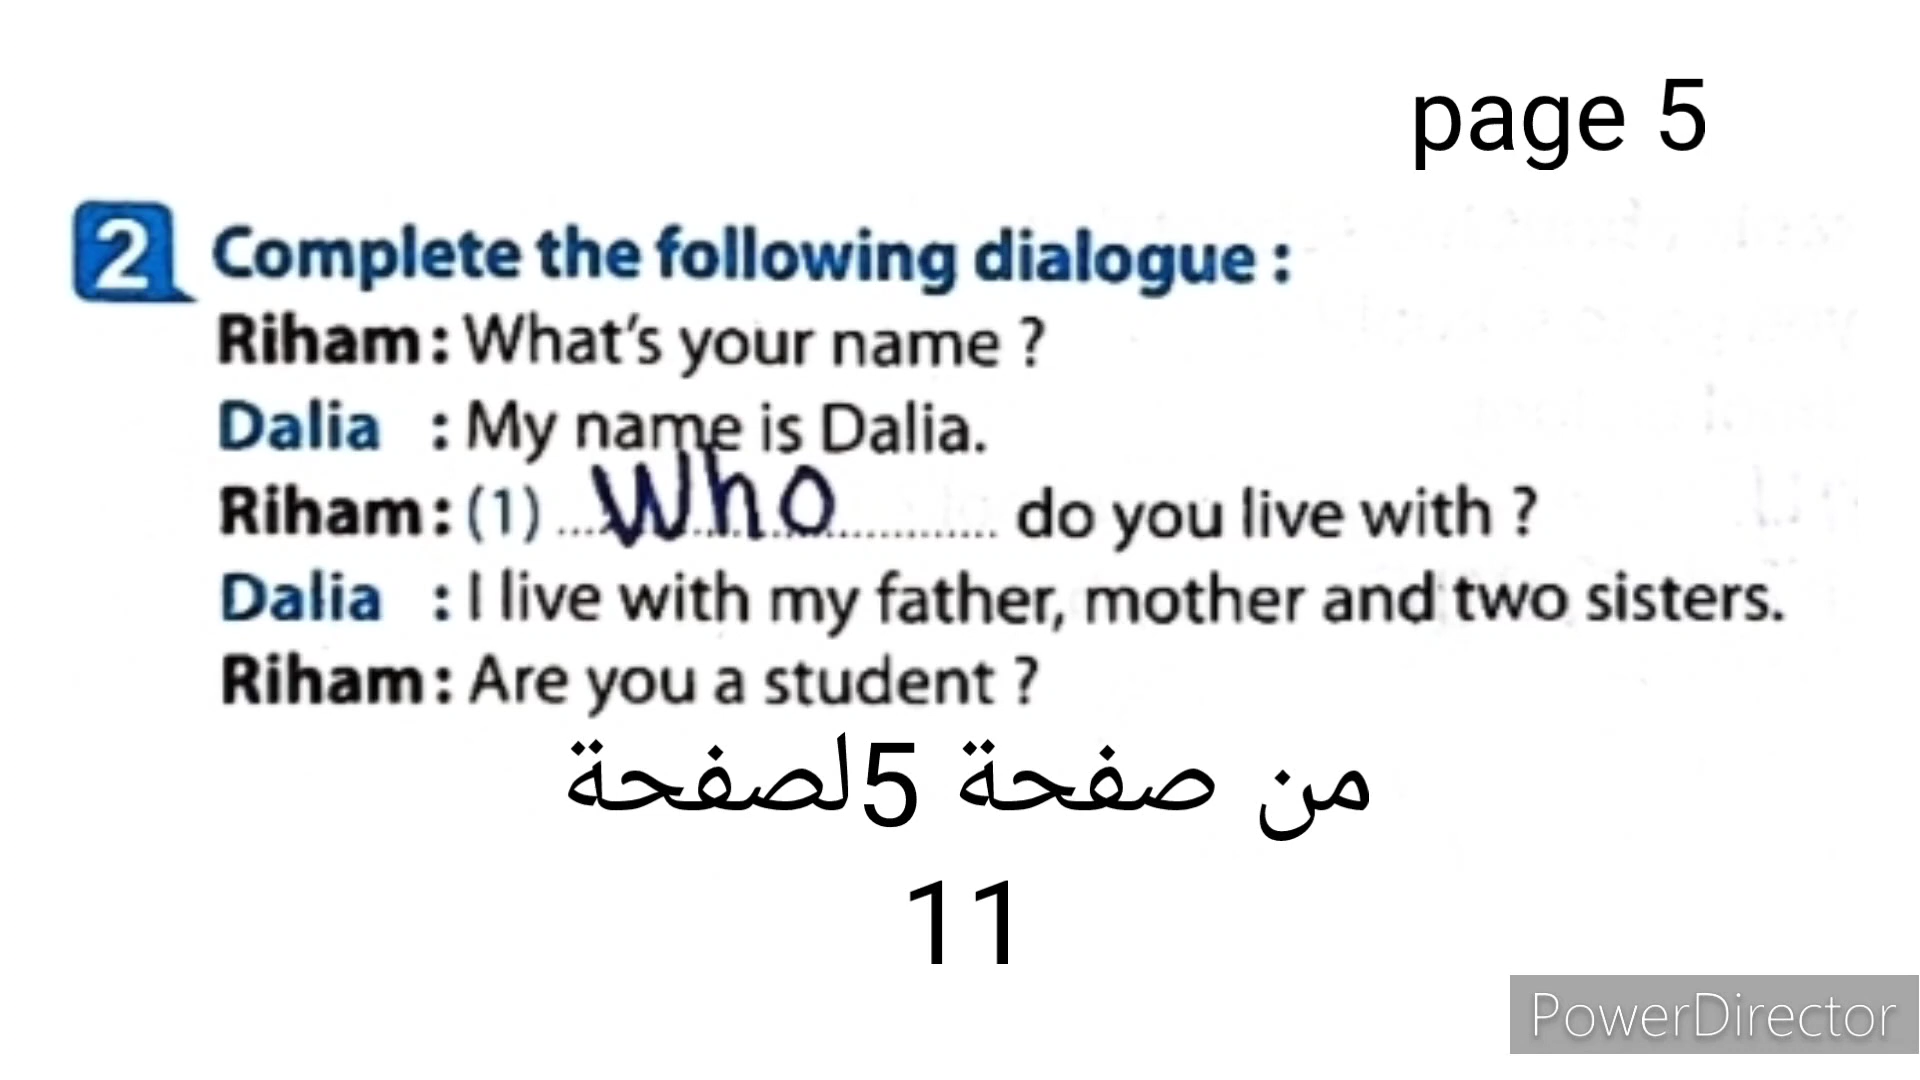 page 5
2 Complete the following dialogue :
Riham : What's your name ?
Dalia : My name is Dalia.
Riham : (1) ....Who.................. do you live with ?
Dalia : I live with my father, mother and two sisters.
Riham : Are you a student ?
من صفحة 5لصفحة
11
PowerDirector